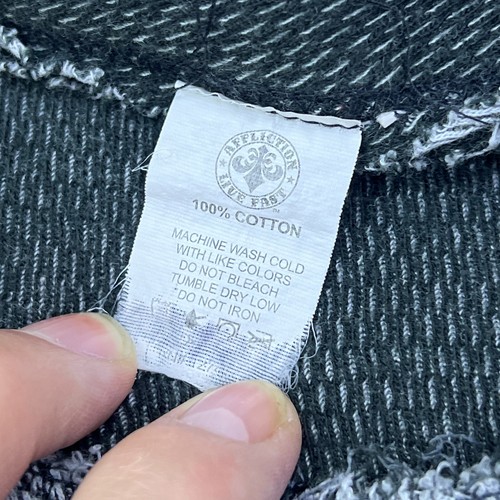 AFFLICTION
LIVE FAST
™
100% COTTON
MACHINE WASH COLD
WITH LIKE COLORS
DO NOT BLEACH
TUMBLE DRY LOW
DO NOT IRON